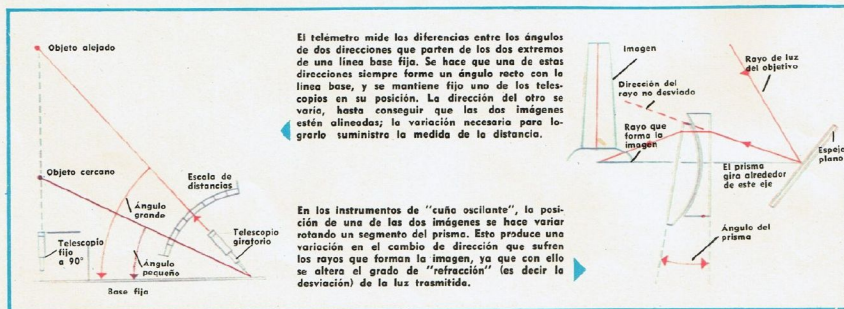 Objeto alejado
Objeto cercano
Escala de
distancias
Ángulo
grande
Telescopio
fijo
a 90°
Ángulo
pequeño
Telescopio
giratorio
Base fija
El telémetro mide las diferencias entre los ángulos
de dos direcciones que parten de los dos extremos
de una línea base fija. Se hace que una de estas
direcciones siempre forme un ángulo recto con la
línea base, y se mantiene fijo uno de los teles-
copios en su posición. La dirección del otro se
varía, hasta conseguir que las dos imágenes
estén alineadas; la variación necesaria para lo-
grarlo suministra la medida de la distancia.
En los instrumentos de "cuña oscilante", la posi-
ción de una de las dos imágenes se hace variar
rotando un segmento del prisma. Esto produce una
variación en el cambio de dirección que sufren
los rayos que forman la imagen, ya que con ello
se altera el grado de "refracción" (es decir la
desviación) de la luz trasmitida.
Imagen
Rayo de luz
del objetivo
Dirección del
rayo no desviado
Rayo que
forma la
imagen
Espejo
plano
El prisma
gira alrededor
de este eje
Ángulo del
prisma